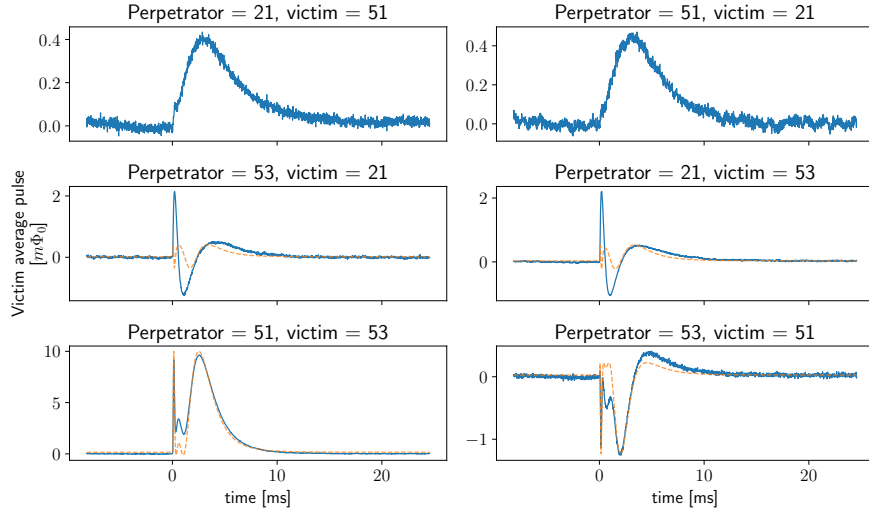 Perpetrator = 21, victim = 51
Perpetrator = 51, victim = 21
0.4
0.2
0.0
0.4
0.2
0.0
Perpetrator = 53, victim = 21
Perpetrator = 21, victim = 53
Victim average pulse
[mΦ₀]
2
0
2
0
Perpetrator = 51, victim = 53
Perpetrator = 53, victim = 51
10
5
0
0
−1
0
10
20
0
10
20
time [ms]
time [ms]